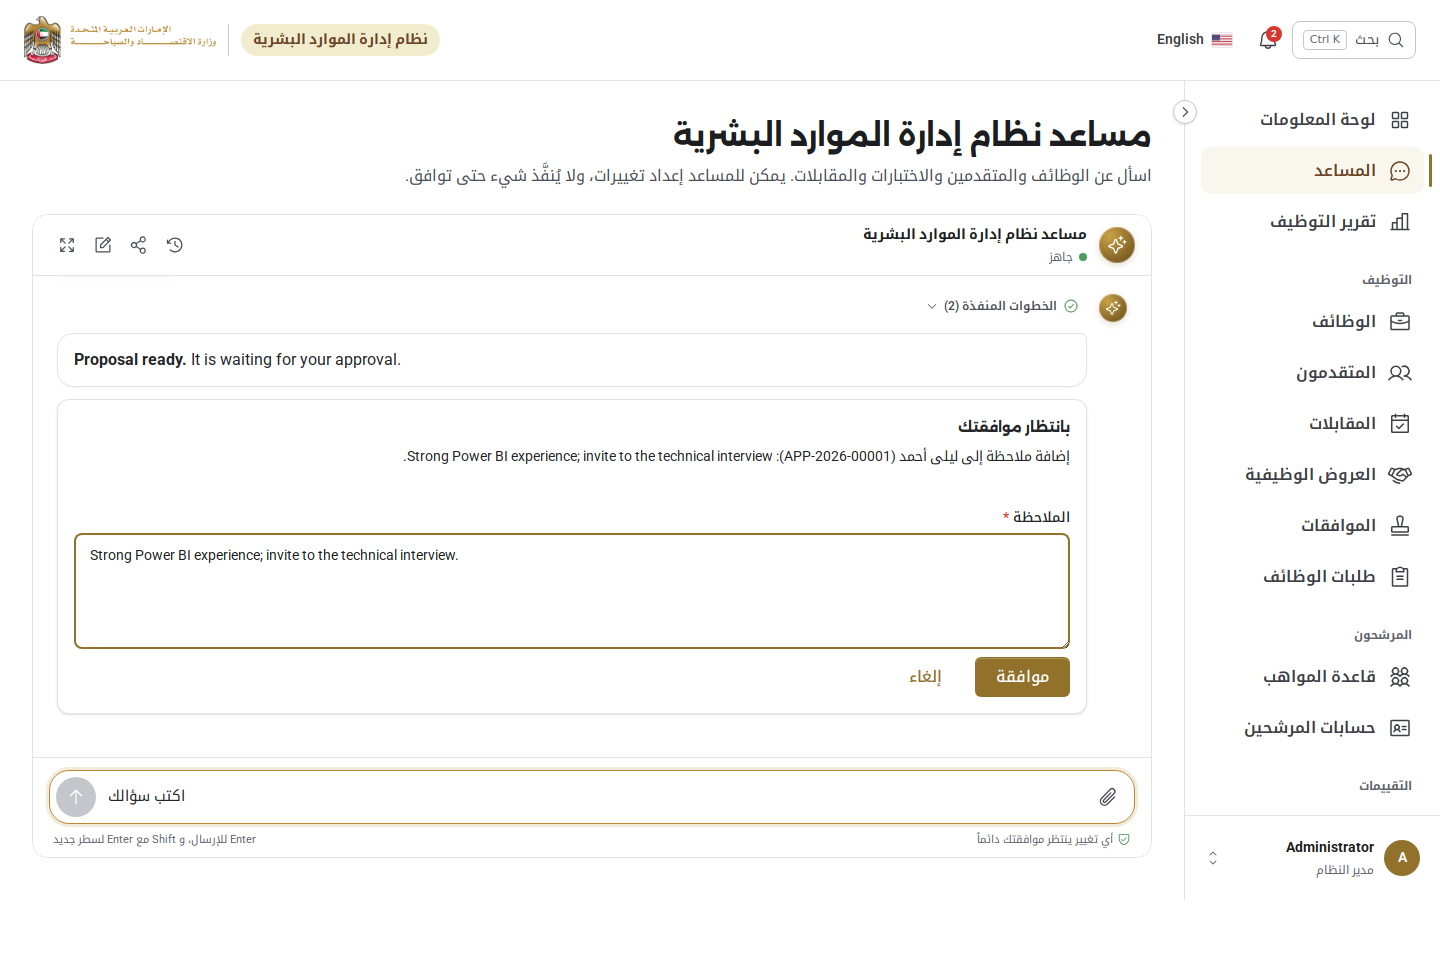 الإمارات العربية المتحدة
وزارة الاقتصاد والسياحة
نظام إدارة الموارد البشرية
English
2
بحث
Ctrl K
لوحة المعلومات
المساعد
تقرير التوظيف
التوظيف
الوظائف
المتقدمون
المقابلات
العروض الوظيفية
الموافقات
طلبات الوظائف
المرشحون
قاعدة المواهب
حسابات المرشحين
التقييمات
Administrator
مدير النظام
A
مساعد نظام إدارة الموارد البشرية
اسأل عن الوظائف والمتقدمين والاختبارات والمقابلات. يمكن للمساعد إعداد تغييرات، ولا يُنفَّذ شيء حتى توافق.
مساعد نظام إدارة الموارد البشرية
جاهز
الخطوات المنفذة (2)
Proposal ready. It is waiting for your approval.
بانتظار موافقتك
إضافة ملاحظة إلى ليلى أحمد (APP-2026-00001): Strong Power BI experience; invite to the technical interview.
الملاحظة *
Strong Power BI experience; invite to the technical interview.
موافقة
إلغاء
اكتب سؤالك
أي تغيير ينتظر موافقتك دائماً
Enter للإرسال، و Shift مع Enter لسطر جديد